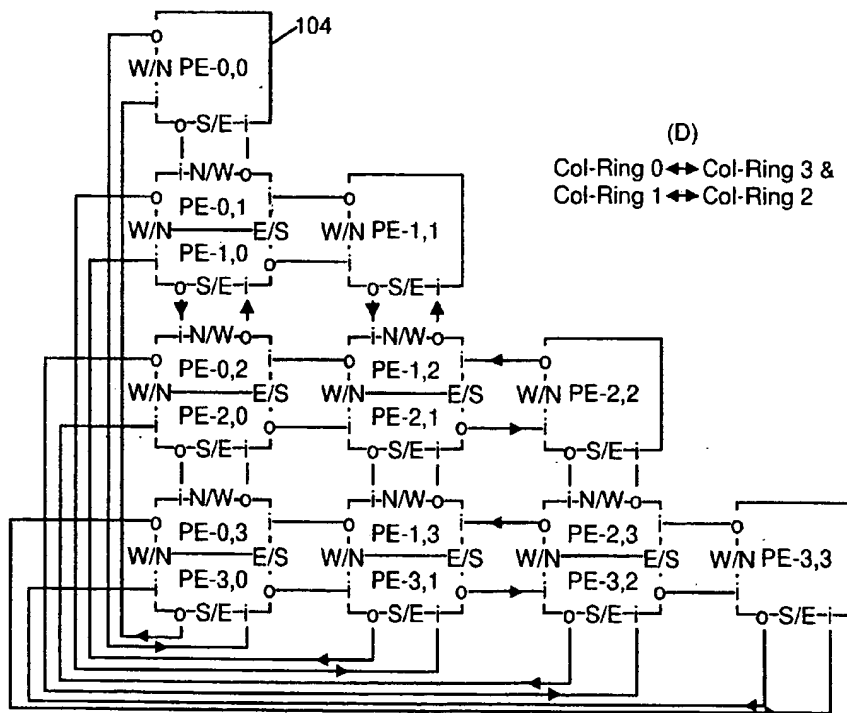 104
o
W/N PE-0,0
i
o S/E i
(D)
Col-Ring 0 ↔ Col-Ring 3 &
Col-Ring 1 ↔ Col-Ring 2
i N/W o
o PE-0,1 i o
W/N E/S W/N PE-1,1
i PE-1,0 o i
o S/E i o S/E i
i N/W o i N/W o
o PE-0,2 i o PE-1,2 i o
W/N E/S W/N E/S W/N PE-2,2
i PE-2,0 o i PE-2,1 o i
o S/E i o S/E i o S/E i
i N/W o i N/W o i N/W o
o PE-0,3 i o PE-1,3 i o PE-2,3 i o
W/N E/S W/N E/S W/N E/S W/N PE-3,3
i PE-3,0 o i PE-3,1 o i PE-3,2 o i
o S/E i o S/E i o S/E i o S/E i